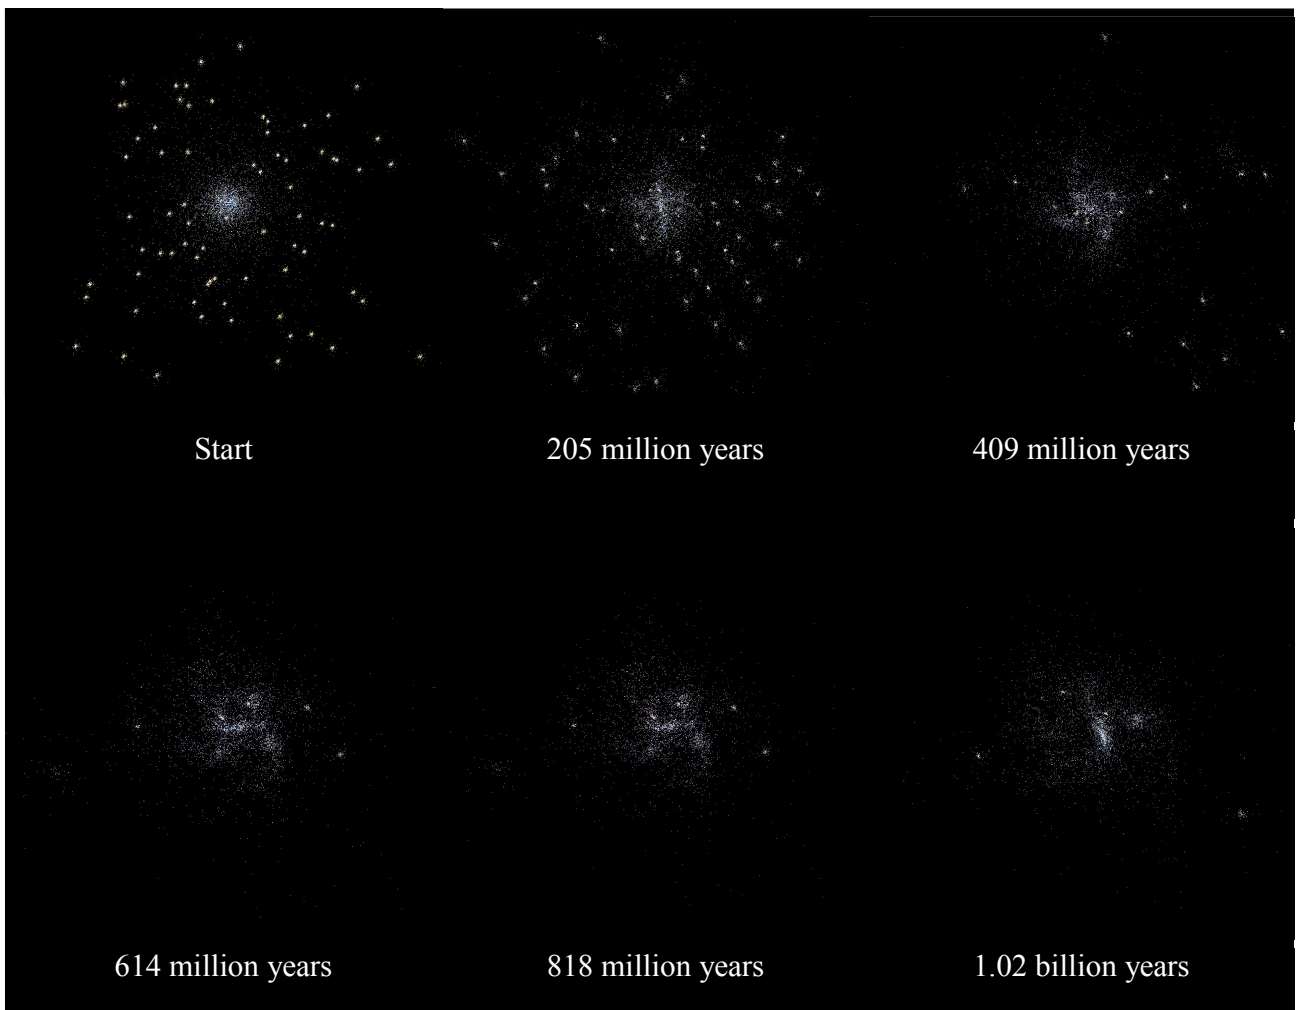 Start
205 million years
409 million years
614 million years
818 million years
1.02 billion years